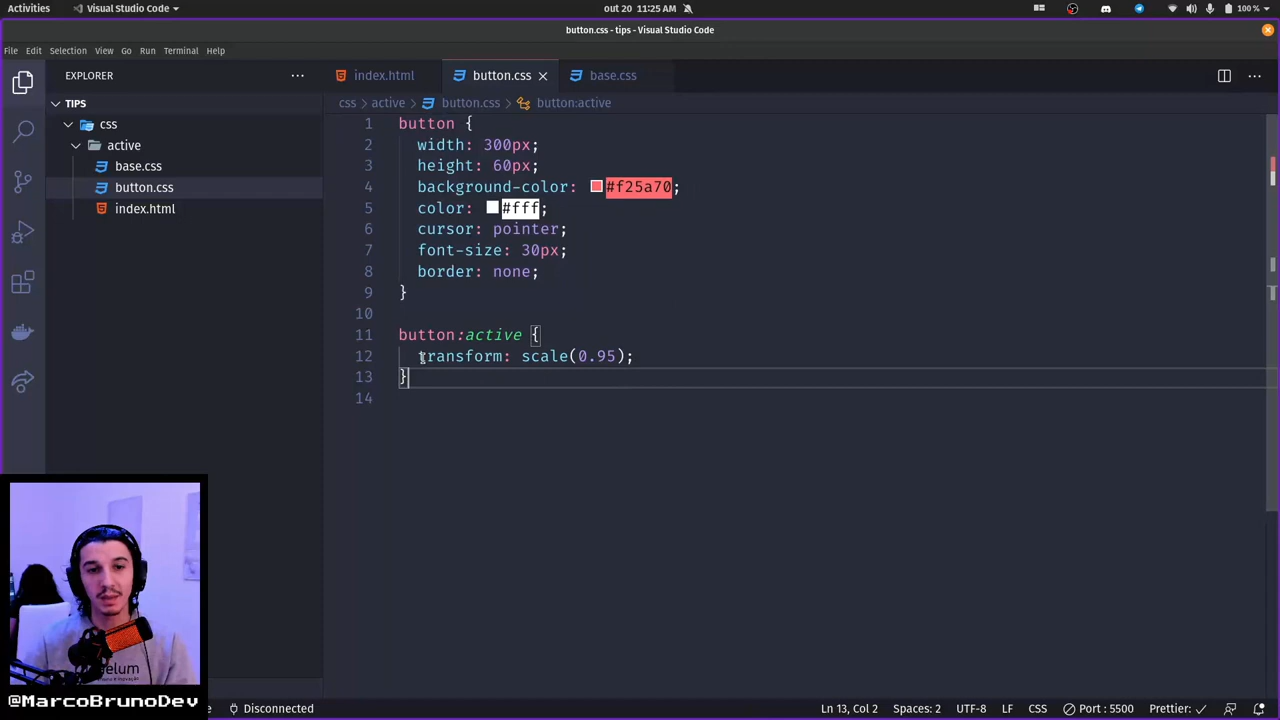 Activities
Visual Studio Code
out 20 11:25 AM
100 %
button.css - tips - Visual Studio Code
File Edit Selection View Go Run Terminal Help
EXPLORER
index.html
button.css
base.css
TIPS
css > active > button.css > button:active
css
active
base.css
button.css
index.html
1 button {
2 width: 300px;
3 height: 60px;
4 background-color: #f25a70;
5 color: #fff;
6 cursor: pointer;
7 font-size: 30px;
8 border: none;
9 }
10
11 button:active {
12 transform: scale(0.95);
13 }
14
@MarcoBrunoDev
Disconnected
Ln 13, Col 2
Spaces: 2
UTF-8
LF
CSS
Port : 5500
Prettier: ✓